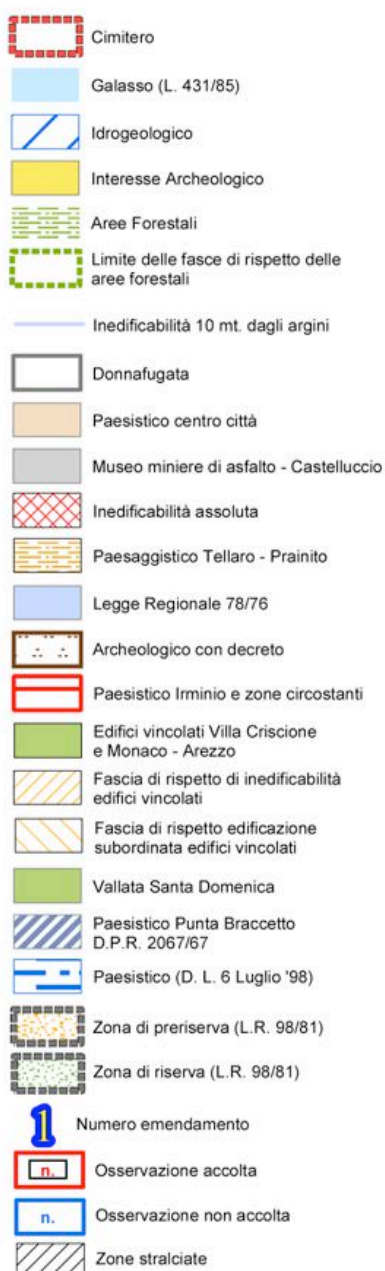 Cimitero
Galasso (L. 431/85)
Idrogeologico
Interesse Archeologico
Aree Forestali
Limite delle fasce di rispetto delle
aree forestali
Inedificabilità 10 mt. dagli argini
Donnafugata
Paesistico centro città
Museo miniere di asfalto - Castelluccio
Inedificabilità assoluta
Paesaggistico Tellaro - Prainito
Legge Regionale 78/76
Archeologico con decreto
Paesistico Irminio e zone circostanti
Edifici vincolati Villa Criscione
e Monaco - Arezzo
Fascia di rispetto di inedificabilità
edifici vincolati
Fascia di rispetto edificazione
subordinata edifici vincolati
Vallata Santa Domenica
Paesistico Punta Braccetto
D.P.R. 2067/67
Paesistico (D. L. 6 Luglio '98)
Zona di preriserva (L.R. 98/81)
Zona di riserva (L.R. 98/81)
1 Numero emendamento
n. Osservazione accolta
n. Osservazione non accolta
Zone stralciate